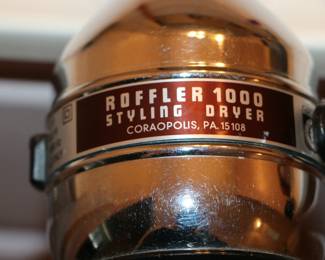 ROFFLER 1000
STYLING DRYER
CORAOPOLIS, PA. 15108